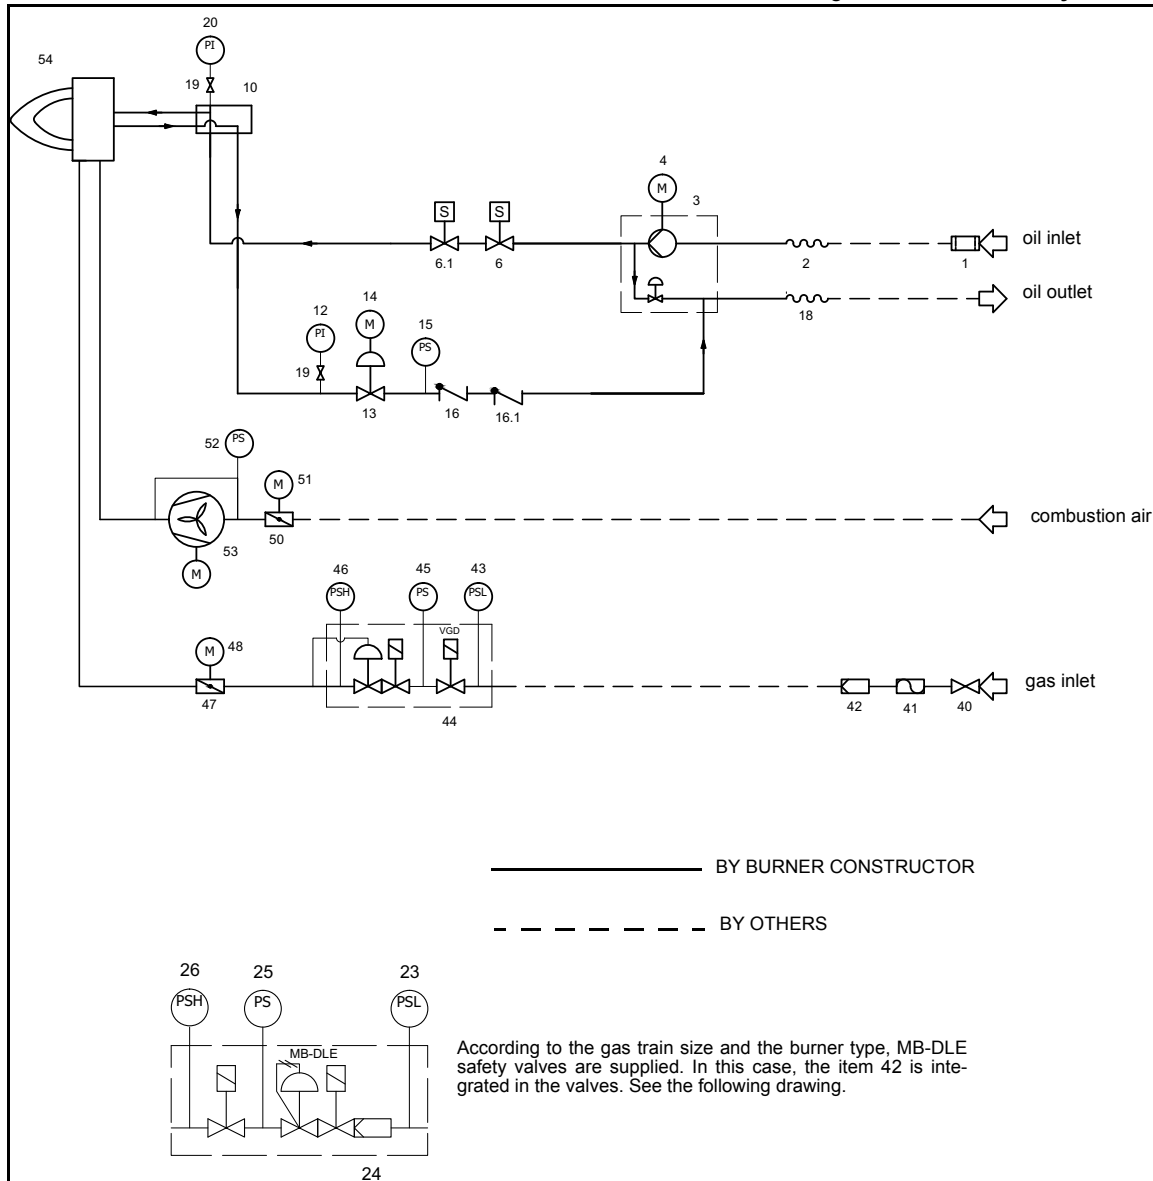 20
PI
54
19
10
4
M
3
S
S
oil inlet
6.1
6
2
1
oil outlet
14
12
M
15
18
PI
PS
19
13
16
16.1
52
PS
51
M
combustion air
53
50
M
46
45
43
PSH
PS
PSL
VGD
48
M
gas inlet
47
44
42
41
40
BY BURNER CONSTRUCTOR
BY OTHERS
26
25
23
PSH
PS
PSL
MB-DLE
According to the gas train size and the burner type, MB-DLE
safety valves are supplied. In this case, the item 42 is inte-
grated in the valves. See the following drawing.
24